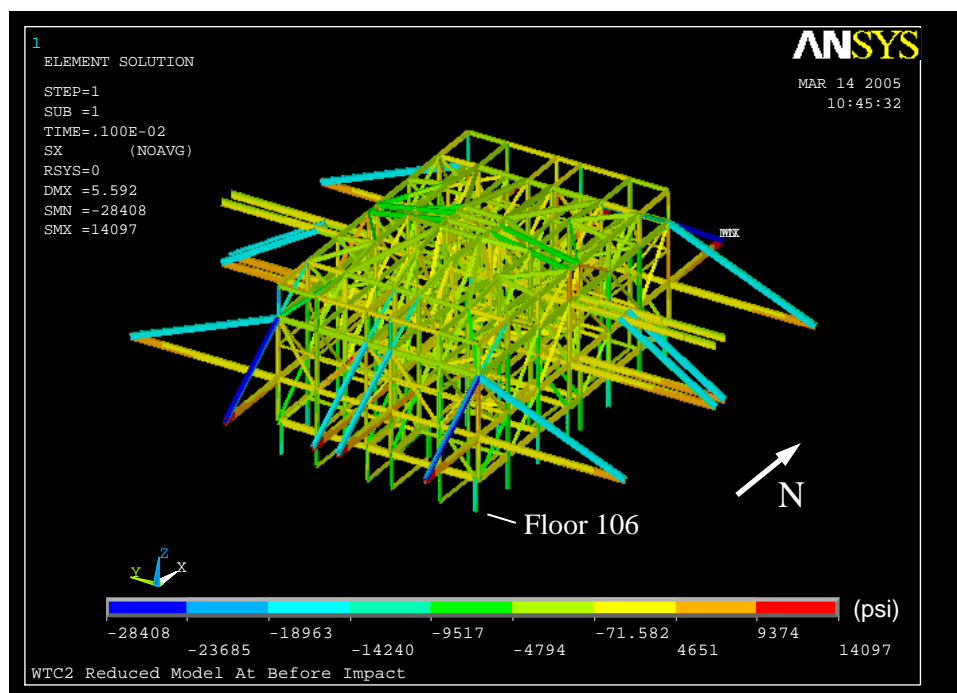 1
ANSYS
ELEMENT SOLUTION
MAR 14 2005
10:45:32
STEP=1
SUB =1
TIME=.100E-02
SX (NOAVG)
RSYS=0
DMX =5.592
SMN =-28408
SMX =14097
N
Floor 106
Z
Y X
(psi)
-28408 -18963 -9517 -71.582 9374
-23685 -14240 -4794 4651 14097
WTC2 Reduced Model At Before Impact